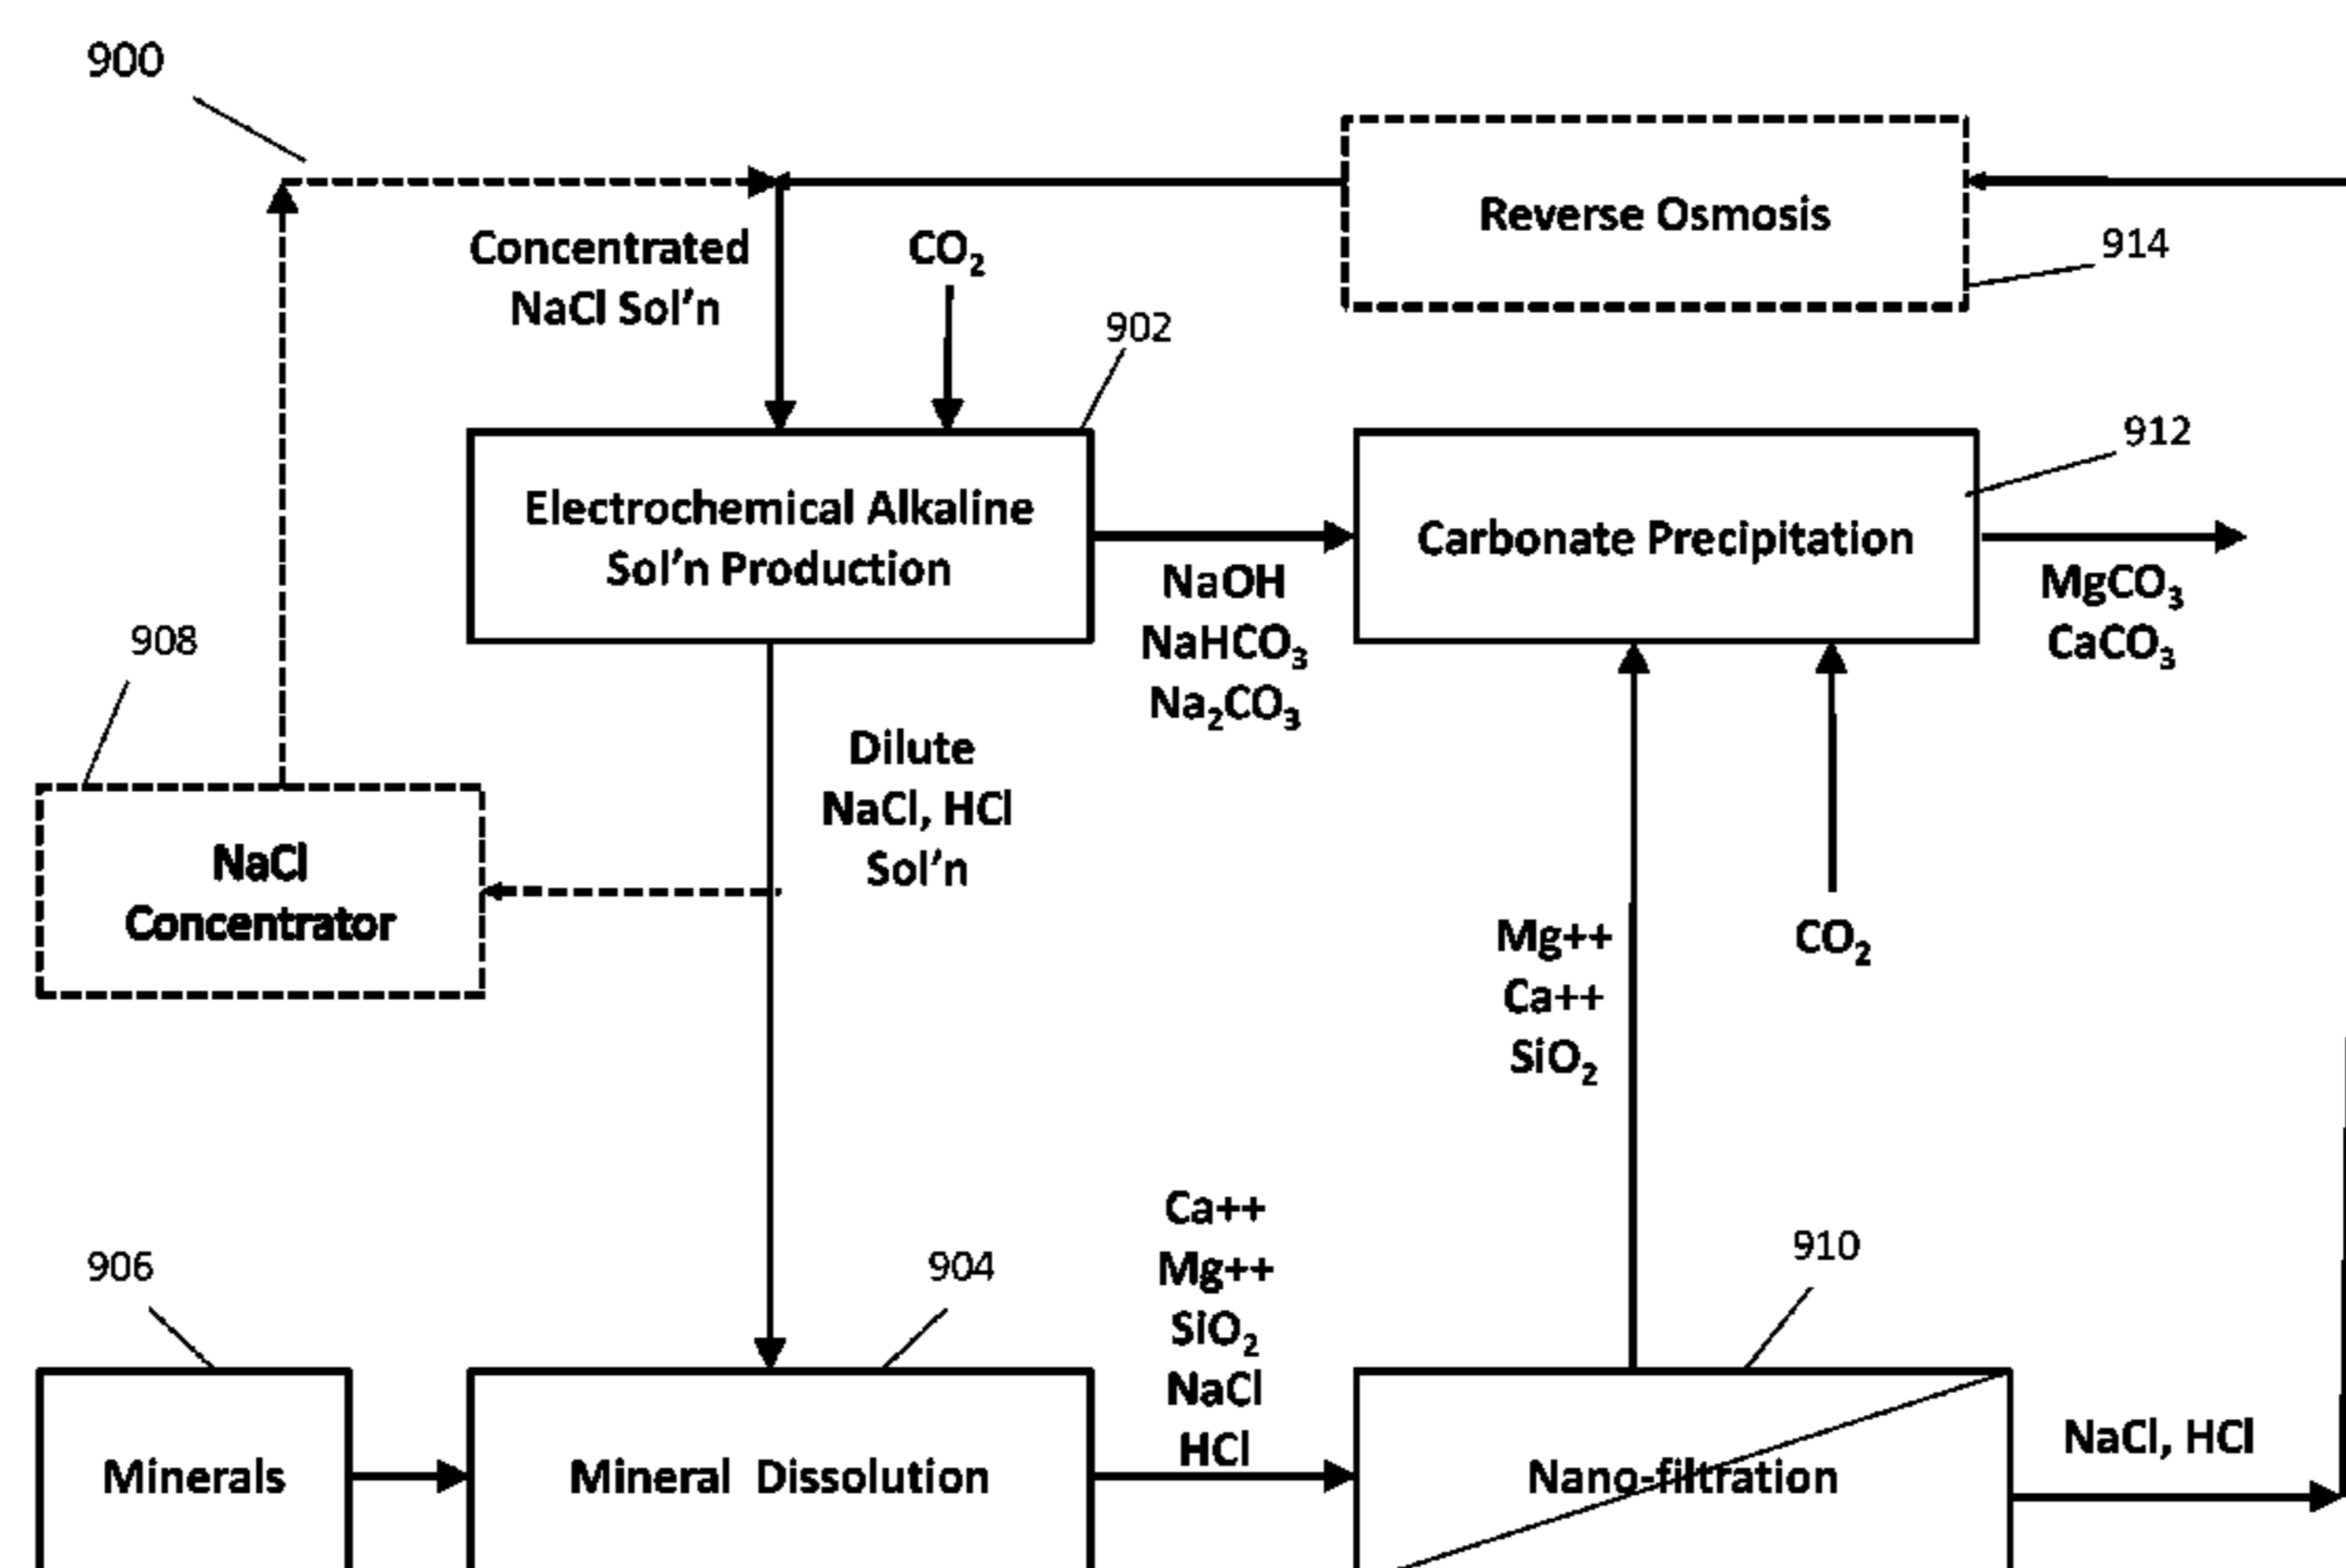 900
Reverse Osmosis
914
Concentrated
NaCl Sol’n
CO₂
902
Electrochemical Alkaline
Sol’n Production
912
Carbonate Precipitation
NaOH
NaHCO₃
Na₂CO₃
MgCO₃
CaCO₃
908
NaCl
Concentrator
Dilute
NaCl, HCl
Sol’n
Mg++
Ca++
SiO₂
CO₂
906
904
Ca++
Mg++
SiO₂
NaCl
HCl
910
Minerals
Mineral Dissolution
Nano-filtration
NaCl, HCl